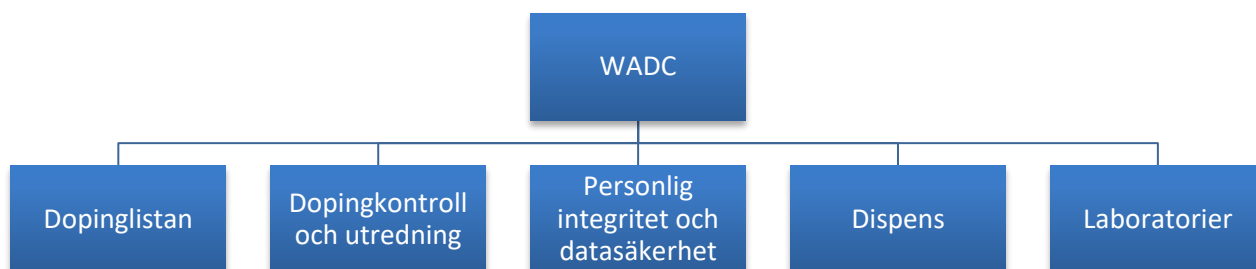 WADC
Dopinglistan
Dopingkontroll
och utredning
Personlig
integritet och
datasäkerhet
Dispens
Laboratorier